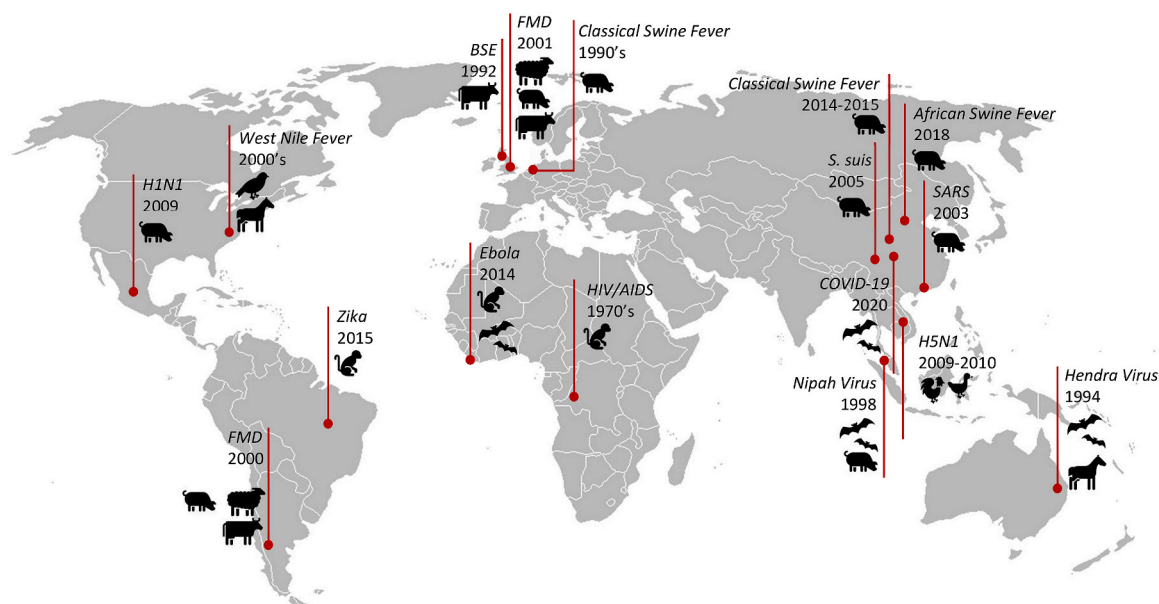 FMD
2001
Classical Swine Fever
1990's
BSE
1992
Classical Swine Fever
2014-2015
African Swine Fever
2018
West Nile Fever
2000's
S. suis
2005
H1N1
2009
SARS
2003
Ebola
2014
HIV/AIDS
1970's
COVID-19
2020
Zika
2015
H5N1
2009-2010
Nipah Virus
1998
Hendra Virus
1994
FMD
2000